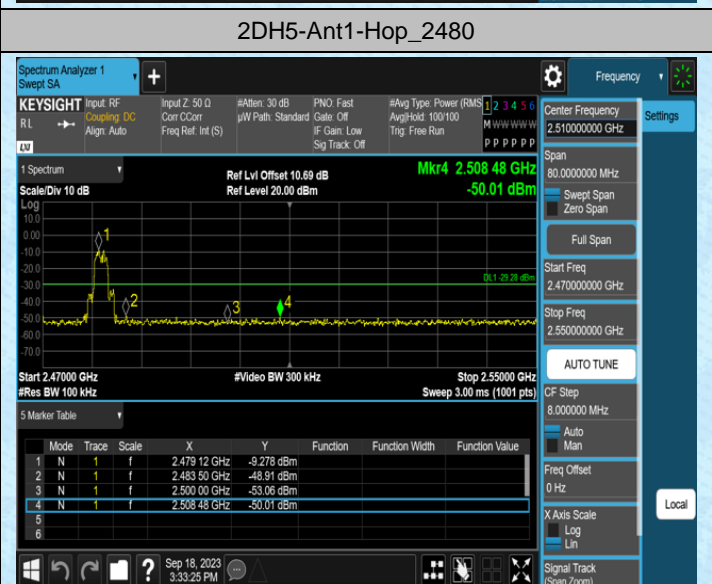 2DH5-Ant1-Hop_2480
Spectrum Analyzer 1
Swept SA
+
Frequency
KEYSIGHT
RL
LXI
Input: RF
Coupling: DC
Align: Auto
Input Z: 50 Ω
Corr CCorr
Freq Ref: Int (S)
#Atten: 30 dB
µW Path: Standard
PNO: Fast
Gate: Off
IF Gain: Low
Sig Track: Off
#Avg Type: Power (RMS
Avg|Hold: 100/100
Trig: Free Run
1 2 3 4 5 6
M W W W W W
P P P P P P
Center Frequency
2.510000000 GHz
Settings
Span
80.0000000 MHz
Swept Span
Zero Span
Full Span
Start Freq
2.470000000 GHz
Stop Freq
2.550000000 GHz
AUTO TUNE
CF Step
8.000000 MHz
Auto
Man
Freq Offset
0 Hz
X Axis Scale
Log
Lin
Local
Signal Track
(Span Zoom)
1 Spectrum
Scale/Div 10 dB
Ref Lvl Offset 10.69 dB
Ref Level 20.00 dBm
Mkr4 2.508 48 GHz
-50.01 dBm
Log
10.0
0.00
-10.0
-20.0
-30.0
-40.0
-50.0
-60.0
-70.0
1
2
3
4
DL1 -29.28 dBm
Start 2.47000 GHz
#Res BW 100 kHz
#Video BW 300 kHz
Stop 2.55000 GHz
Sweep 3.00 ms (1001 pts)
5 Marker Table
Mode Trace Scale X Y Function Function Width Function Value
1 N 1 f 2.479 12 GHz -9.278 dBm
2 N 1 f 2.483 50 GHz -48.91 dBm
3 N 1 f 2.500 00 GHz -53.06 dBm
4 N 1 f 2.508 48 GHz -50.01 dBm
5
6
?
Sep 18, 2023
3:33:25 PM